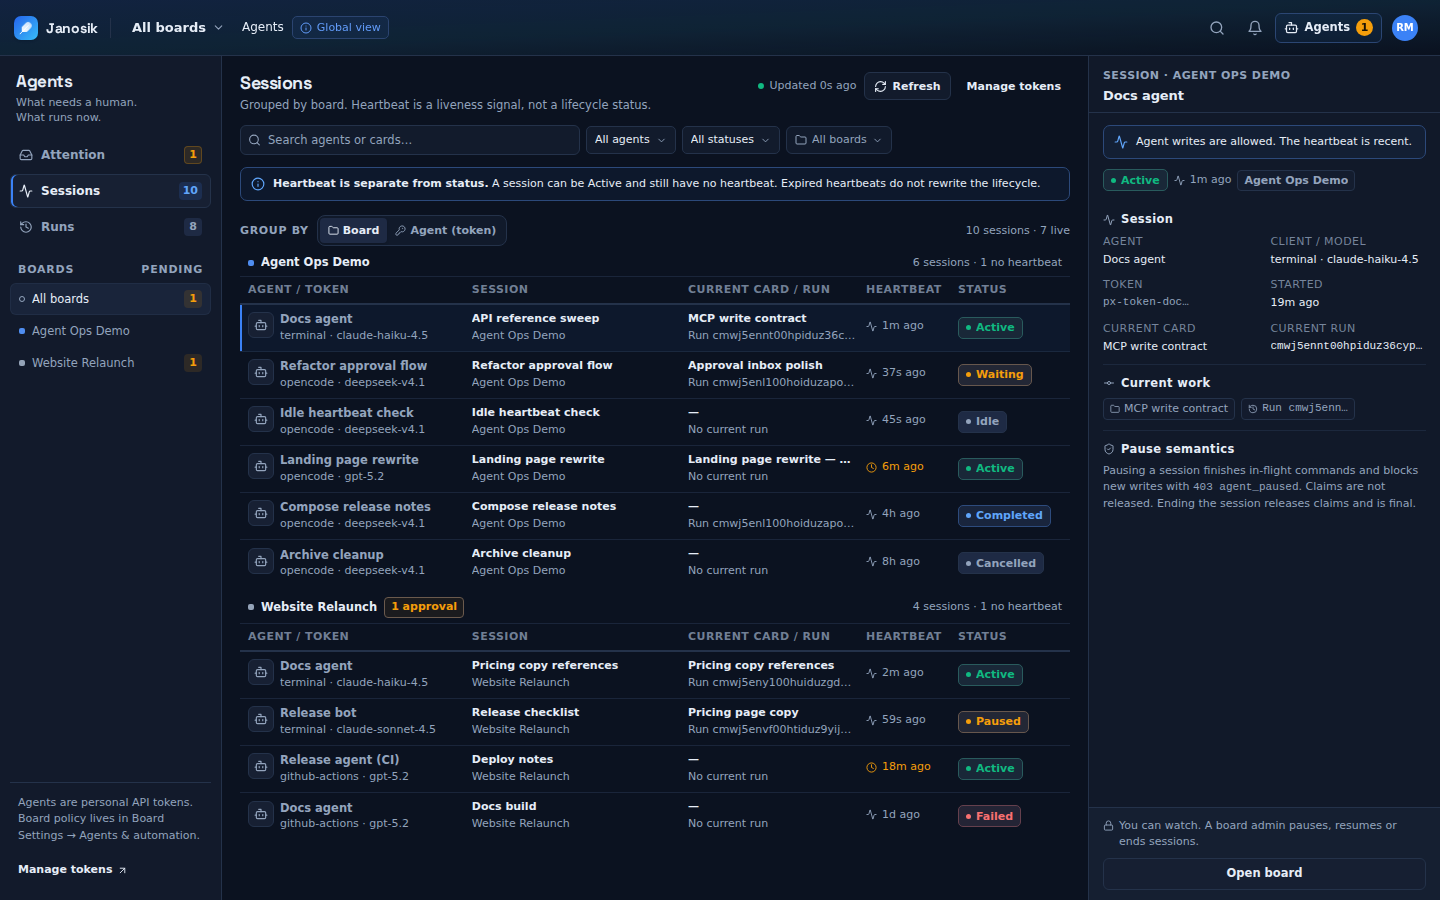 Janosik
All boards
Agents
Global view
Agents 1
RM
Agents
What needs a human.
What runs now.
Attention 1
Sessions 10
Runs 8
BOARDS PENDING
All boards 1
Agent Ops Demo
Website Relaunch 1
Agents are personal API tokens.
Board policy lives in Board
Settings → Agents & automation.
Manage tokens ↗
Sessions
Grouped by board. Heartbeat is a liveness signal, not a lifecycle status.
Updated 0s ago
Refresh
Manage tokens
Search agents or cards...
All agents
All statuses
All boards
Heartbeat is separate from status. A session can be Active and still have no heartbeat. Expired heartbeats do not rewrite the lifecycle.
GROUP BY Board Agent (token) 10 sessions · 7 live
Agent Ops Demo 6 sessions · 1 no heartbeat
AGENT / TOKEN SESSION CURRENT CARD / RUN HEARTBEAT STATUS
Docs agent API reference sweep MCP write contract 1m ago Active
terminal · claude-haiku-4.5 Agent Ops Demo Run cmwj5ennt00hpiduz36c...
Refactor approval flow Refactor approval flow Approval inbox polish 37s ago Waiting
opencode · deepseek-v4.1 Agent Ops Demo Run cmwj5enl100hoiduzapo...
Idle heartbeat check Idle heartbeat check — 45s ago Idle
opencode · deepseek-v4.1 Agent Ops Demo No current run
Landing page rewrite Landing page rewrite Landing page rewrite — ... 6m ago Active
opencode · gpt-5.2 Agent Ops Demo No current run
Compose release notes Compose release notes — 4h ago Completed
opencode · deepseek-v4.1 Agent Ops Demo Run cmwj5enl100hoiduzapo...
Archive cleanup Archive cleanup — 8h ago Cancelled
opencode · deepseek-v4.1 Agent Ops Demo No current run
Website Relaunch 1 approval 4 sessions · 1 no heartbeat
AGENT / TOKEN SESSION CURRENT CARD / RUN HEARTBEAT STATUS
Docs agent Pricing copy references Pricing copy references 2m ago Active
terminal · claude-haiku-4.5 Website Relaunch Run cmwj5eny100huiduzgd...
Release bot Release checklist Pricing page copy 59s ago Paused
terminal · claude-sonnet-4.5 Website Relaunch Run cmwj5envf00htiduz9yij...
Release agent (CI) Deploy notes — 18m ago Active
github-actions · gpt-5.2 Website Relaunch No current run
Docs agent Docs build — 1d ago Failed
github-actions · gpt-5.2 Website Relaunch No current run
SESSION · AGENT OPS DEMO
Docs agent
Agent writes are allowed. The heartbeat is recent.
Active 1m ago Agent Ops Demo
Session
AGENT CLIENT / MODEL
Docs agent terminal · claude-haiku-4.5
TOKEN STARTED
px-token-doc... 19m ago
CURRENT CARD CURRENT RUN
MCP write contract cmwj5ennt00hpiduz36cyp...
Current work
MCP write contract Run cmwj5enn...
Pause semantics
Pausing a session finishes in-flight commands and blocks
new writes with 403 agent_paused. Claims are not
released. Ending the session releases claims and is final.
You can watch. A board admin pauses, resumes or
ends sessions.
Open board